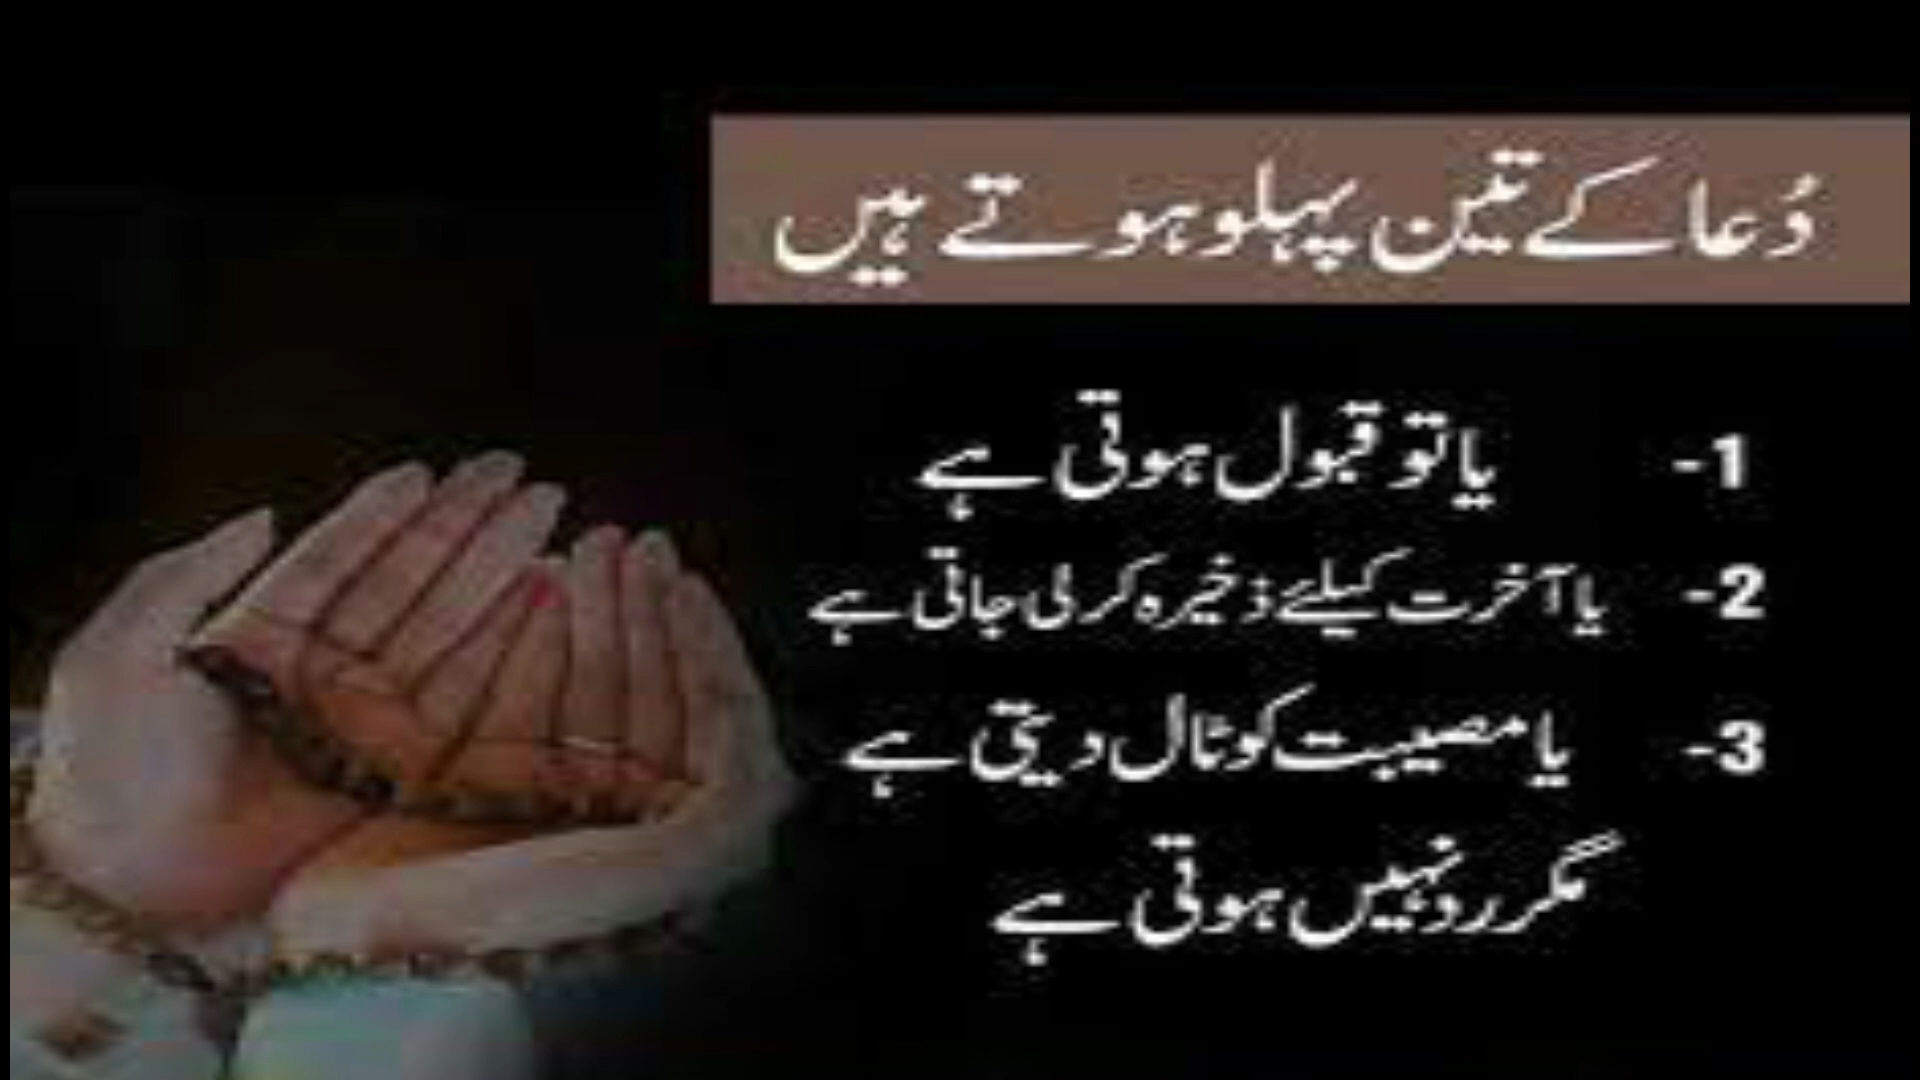 دُعا کے تین پہلو ہوتے ہیں
1- یا تو قبول ہوتی ہے
2- یا آخرت کیلئے ذخیرہ کر لی جاتی ہے
3- یا مصیبت کو ٹال دیتی ہے
مگر رد نہیں ہوتی ہے